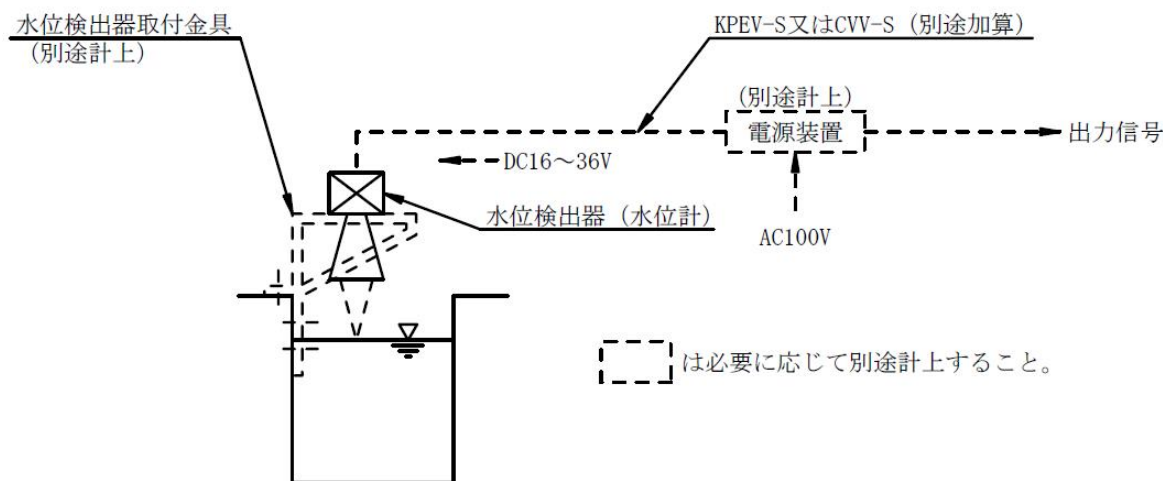 水位検出器取付金具
(別途計上)
KPEV-S又はCVV-S (別途加算)
(別途計上)
電源装置
出力信号
DC16～36V
水位検出器 (水位計)
AC100V
は必要に応じて別途計上すること。